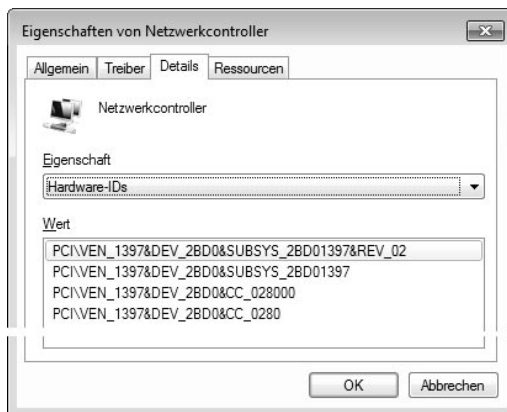 Eigenschaften von Netzwerkcontroller
Allgemein Treiber Details Ressourcen
Netzwerkcontroller
Eigenschaft
Hardware-IDs
Wert
PCI\VEN_1397&DEV_2BD0&SUBSYS_2BD01397&REV_02
PCI\VEN_1397&DEV_2BD0&SUBSYS_2BD01397
PCI\VEN_1397&DEV_2BD0&CC_028000
PCI\VEN_1397&DEV_2BD0&CC_0280
OK Abbrechen